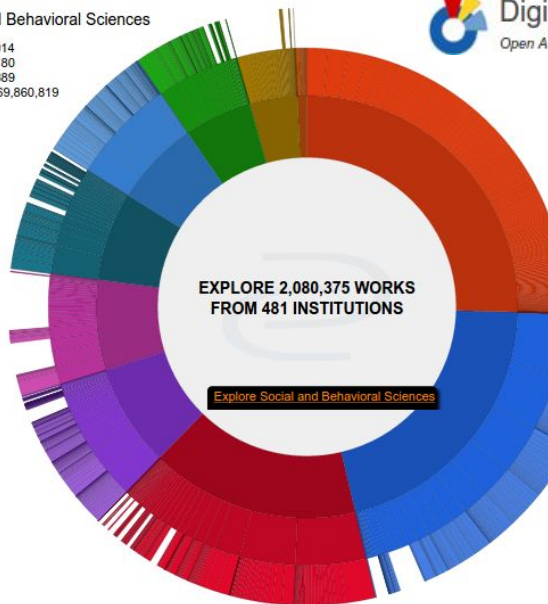 Behavioral Sciences
Digi
Open A
014
80
89
69,860,819
EXPLORE 2,080,375 WORKS
FROM 481 INSTITUTIONS
Explore Social and Behavioral Sciences